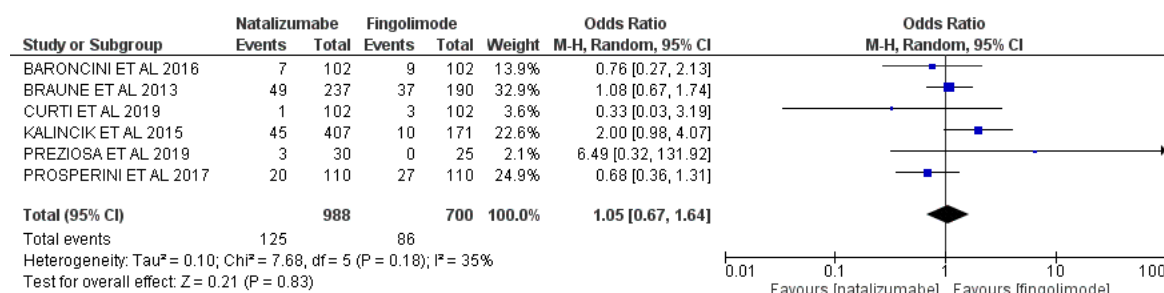 Natalizumabe Fingolimode Odds Ratio Odds Ratio
Study or Subgroup Events Total Events Total Weight M-H, Random, 95% CI M-H, Random, 95% CI
BARONCINI ET AL 2016 7 102 9 102 13.9% 0.76 [0.27, 2.13]
BRAUNE ET AL 2013 49 237 37 190 32.9% 1.08 [0.67, 1.74]
CURTI ET AL 2019 1 102 3 102 3.6% 0.33 [0.03, 3.19]
KALINCIK ET AL 2015 45 407 10 171 22.6% 2.00 [0.98, 4.07]
PREZIOSA ET AL 2019 3 30 0 25 2.1% 6.49 [0.32, 131.92]
PROSPERINI ET AL 2017 20 110 27 110 24.9% 0.68 [0.36, 1.31]
Total (95% CI) 988 700 100.0% 1.05 [0.67, 1.64]
Total events 125 86
Heterogeneity: Tau² = 0.10; Chi² = 7.68, df = 5 (P = 0.18); I² = 35%
Test for overall effect: Z = 0.21 (P = 0.83)
0.01 0.1 1 10 100
Favours [natalizumabe] Favours [fingolimode]